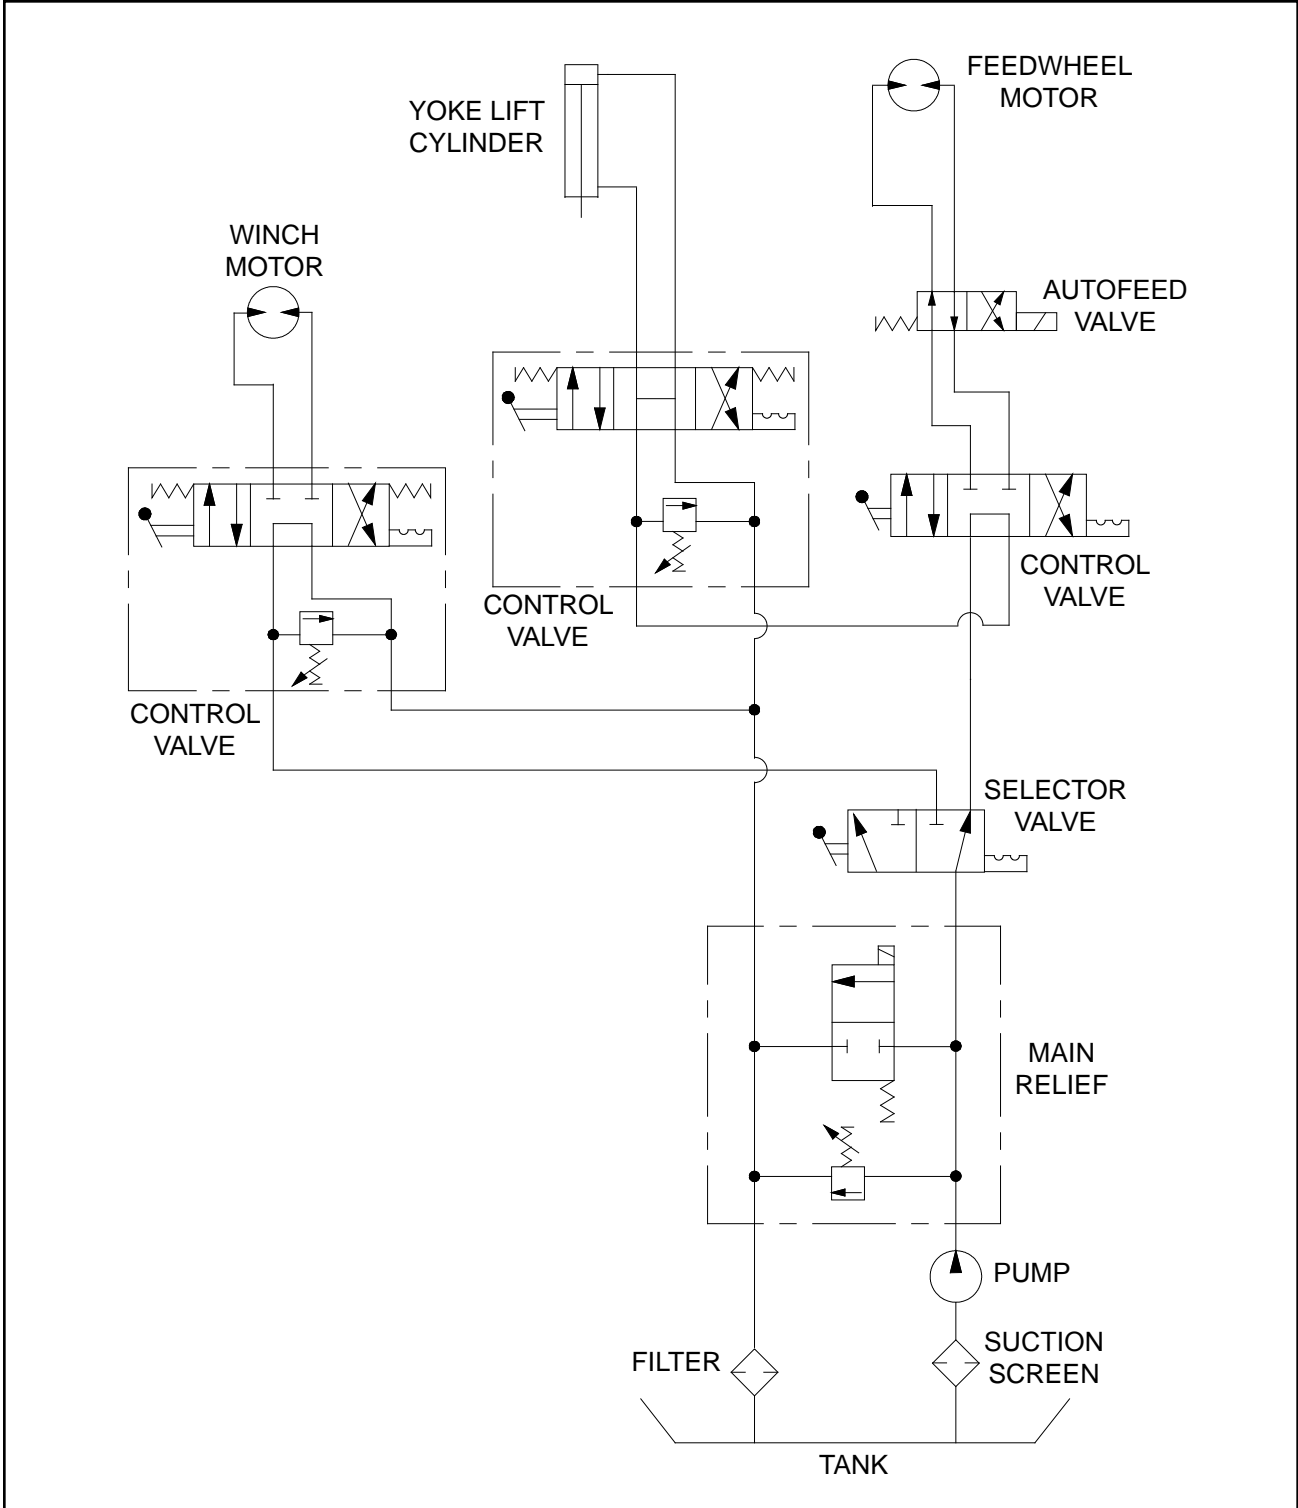 FEEDWHEEL
MOTOR
YOKE LIFT
CYLINDER
WINCH
MOTOR
AUTOFEED
VALVE
CONTROL
VALVE
CONTROL
VALVE
CONTROL
VALVE
SELECTOR
VALVE
MAIN
RELIEF
PUMP
SUCTION
SCREEN
FILTER
TANK